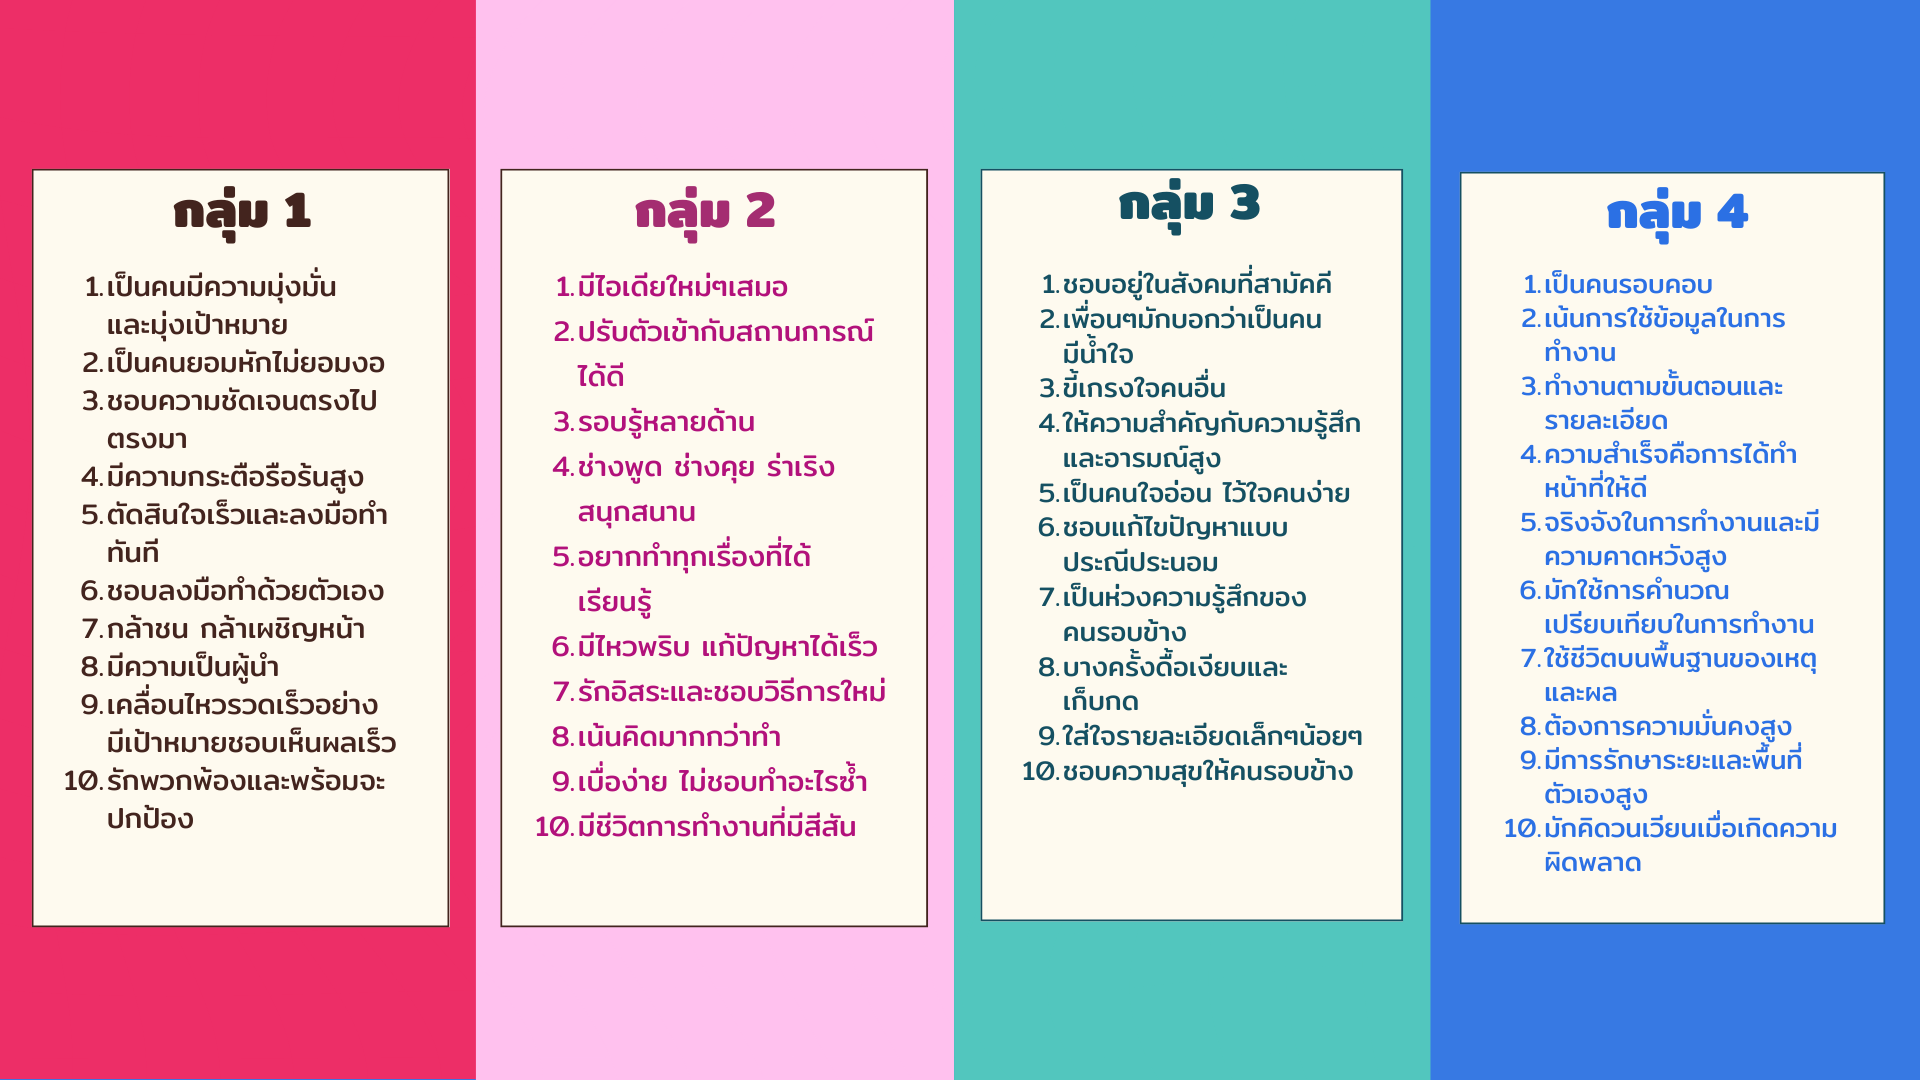 กลุ่ม 1
1. เป็นคนมีความมุ่งมั่น
และมุ่งเป้าหมาย
2. เป็นคนยอมหักไม่ยอมงอ
3. ชอบความชัดเจนตรงไป
ตรงมา
4. มีความกระตือรือร้นสูง
5. ตัดสินใจเร็วและลงมือทำ
ทันที
6. ชอบลงมือทำด้วยตัวเอง
7. กล้าชน กล้าเผชิญหน้า
8. มีความเป็นผู้นำ
9. เคลื่อนไหวรวดเร็วอย่าง
มีเป้าหมายชอบเห็นผลเร็ว
10. รักพวกพ้องและพร้อมจะ
ปกป้อง
กลุ่ม 2
1. มีไอเดียใหม่ๆเสมอ
2. ปรับตัวเข้ากับสถานการณ์
ได้ดี
3. รอบรู้หลายด้าน
4. ช่างพูด ช่างคุย ร่าเริง
สนุกสนาน
5. อยากทำทุกเรื่องที่ได้
เรียนรู้
6. มีไหวพริบ แก้ปัญหาได้เร็ว
7. รักอิสระและชอบวิธีการใหม่
8. เน้นคิดมากกว่าทำ
9. เบื่อง่าย ไม่ชอบทำอะไรซ้ำ
10. มีชีวิตการทำงานที่มีสีสัน
กลุ่ม 3
1. ชอบอยู่ในสังคมที่สามัคคี
2. เพื่อนๆมักบอกว่าเป็นคน
มีน้ำใจ
3. ขี้เกรงใจคนอื่น
4. ให้ความสำคัญกับความรู้สึก
และอารมณ์สูง
5. เป็นคนใจอ่อน ไว้ใจคนง่าย
6. ชอบแก้ไขปัญหาแบบ
ประณีประนอม
7. เป็นห่วงความรู้สึกของ
คนรอบข้าง
8. บางครั้งดื้อเงียบและ
เก็บกด
9. ใส่ใจรายละเอียดเล็กๆน้อยๆ
10. ชอบความสุขให้คนรอบข้าง
กลุ่ม 4
1. เป็นคนรอบคอบ
2. เน้นการใช้ข้อมูลในการ
ทำงาน
3. ทำงานตามขั้นตอนและ
รายละเอียด
4. ความสำเร็จคือการได้ทำ
หน้าที่ให้ดี
5. จริงจังในการทำงานและมี
ความคาดหวังสูง
6. มักใช้การคำนวณ
เปรียบเทียบในการทำงาน
7. ใช้ชีวิตบนพื้นฐานของเหตุ
และผล
8. ต้องการความมั่นคงสูง
9. มีการรักษาระยะและพื้นที่
ตัวเองสูง
10. มักคิดวนเวียนเมื่อเกิดความ
ผิดพลาด